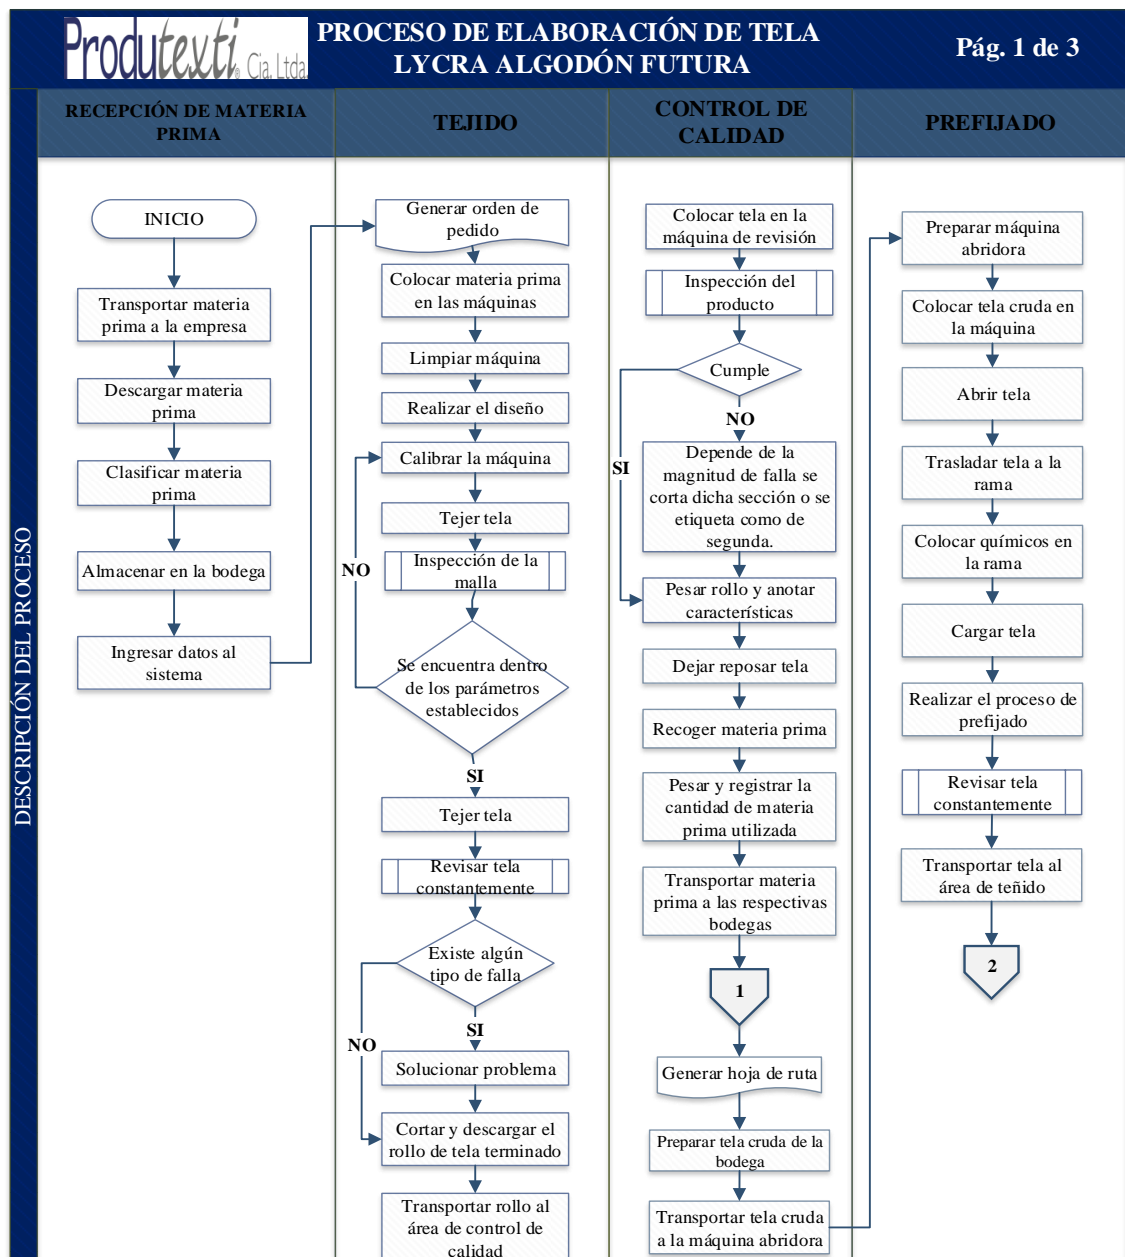 Produtexti® Cia. Ltda.
PROCESO DE ELABORACIÓN DE TELA
LYCRA ALGODÓN FUTURA
Pág. 1 de 3
DESCRIPCIÓN DEL PROCESO
RECEPCIÓN DE MATERIA
PRIMA
INICIO
Transportar materia
prima a la empresa
Descargar materia
prima
Clasificar materia
prima
Almacenar en la bodega
Ingresar datos al
sistema
TEJIDO
Generar orden de
pedido
Colocar materia prima
en las máquinas
Limpiar máquina
Realizar el diseño
Calibrar la máquina
Tejer tela
Inspección de la
malla
NO
Se encuentra dentro
de los parámetros
establecidos
SI
Tejer tela
Revisar tela
constantemente
Existe algún
tipo de falla
SI
NO
Solucionar problema
Cortar y descargar el
rollo de tela terminado
Transportar rollo al
área de control de
calidad
CONTROL DE
CALIDAD
Colocar tela en la
máquina de revisión
Inspección del
producto
Cumple
NO
SI
Depende de la
magnitud de falla se
corta dicha sección o se
etiqueta como de
segunda.
Pesar rollo y anotar
características
Dejar reposar tela
Recoger materia prima
Pesar y registrar la
cantidad de materia
prima utilizada
Transportar materia
prima a las respectivas
bodegas
1
Generar hoja de ruta
Preparar tela cruda de la
bodega
Transportar tela cruda
a la máquina abridora
PREFIJADO
Preparar máquina
abridora
Colocar tela cruda en
la máquina
Abrir tela
Trasladar tela a la
rama
Colocar químicos en
la rama
Cargar tela
Realizar el proceso de
prefijado
Revisar tela
constantemente
Transportar tela al
área de teñido
2